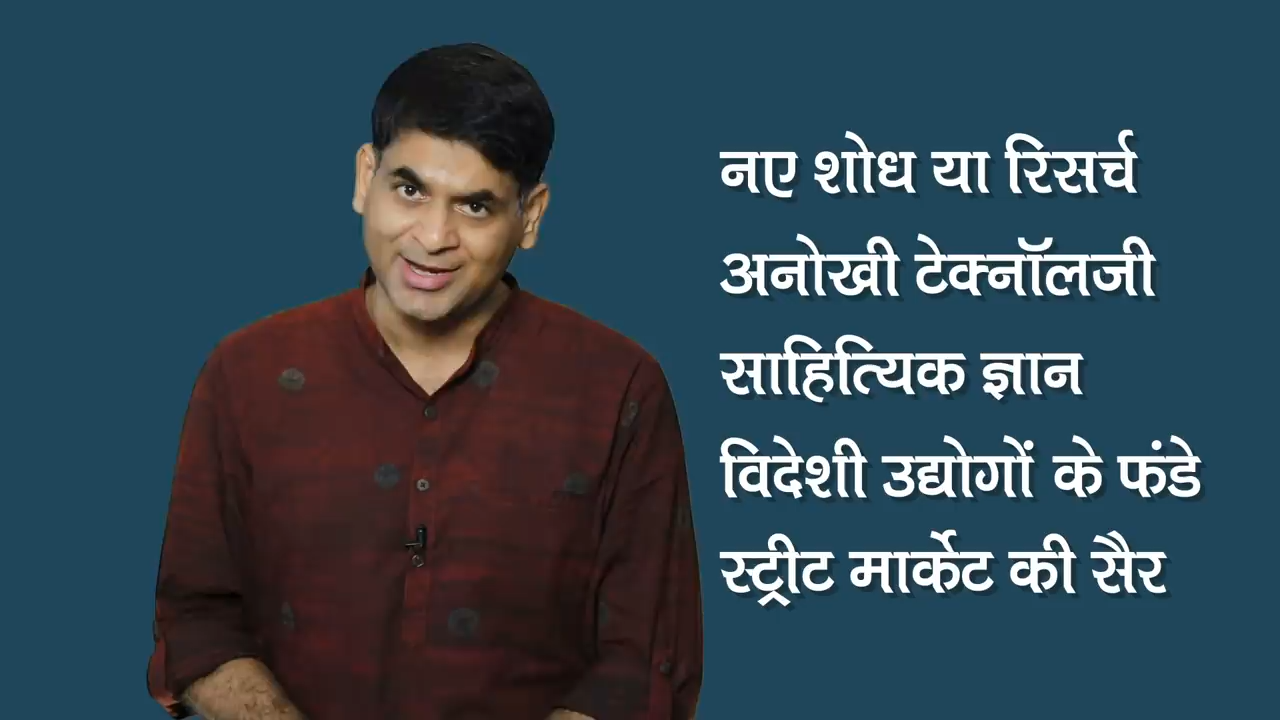 नए शोध या रिसर्च
अनोखी टेक्नॉलजी
साहित्यिक ज्ञान
विदेशी उद्योगों के फंडे
स्ट्रीट मार्केट की सैर